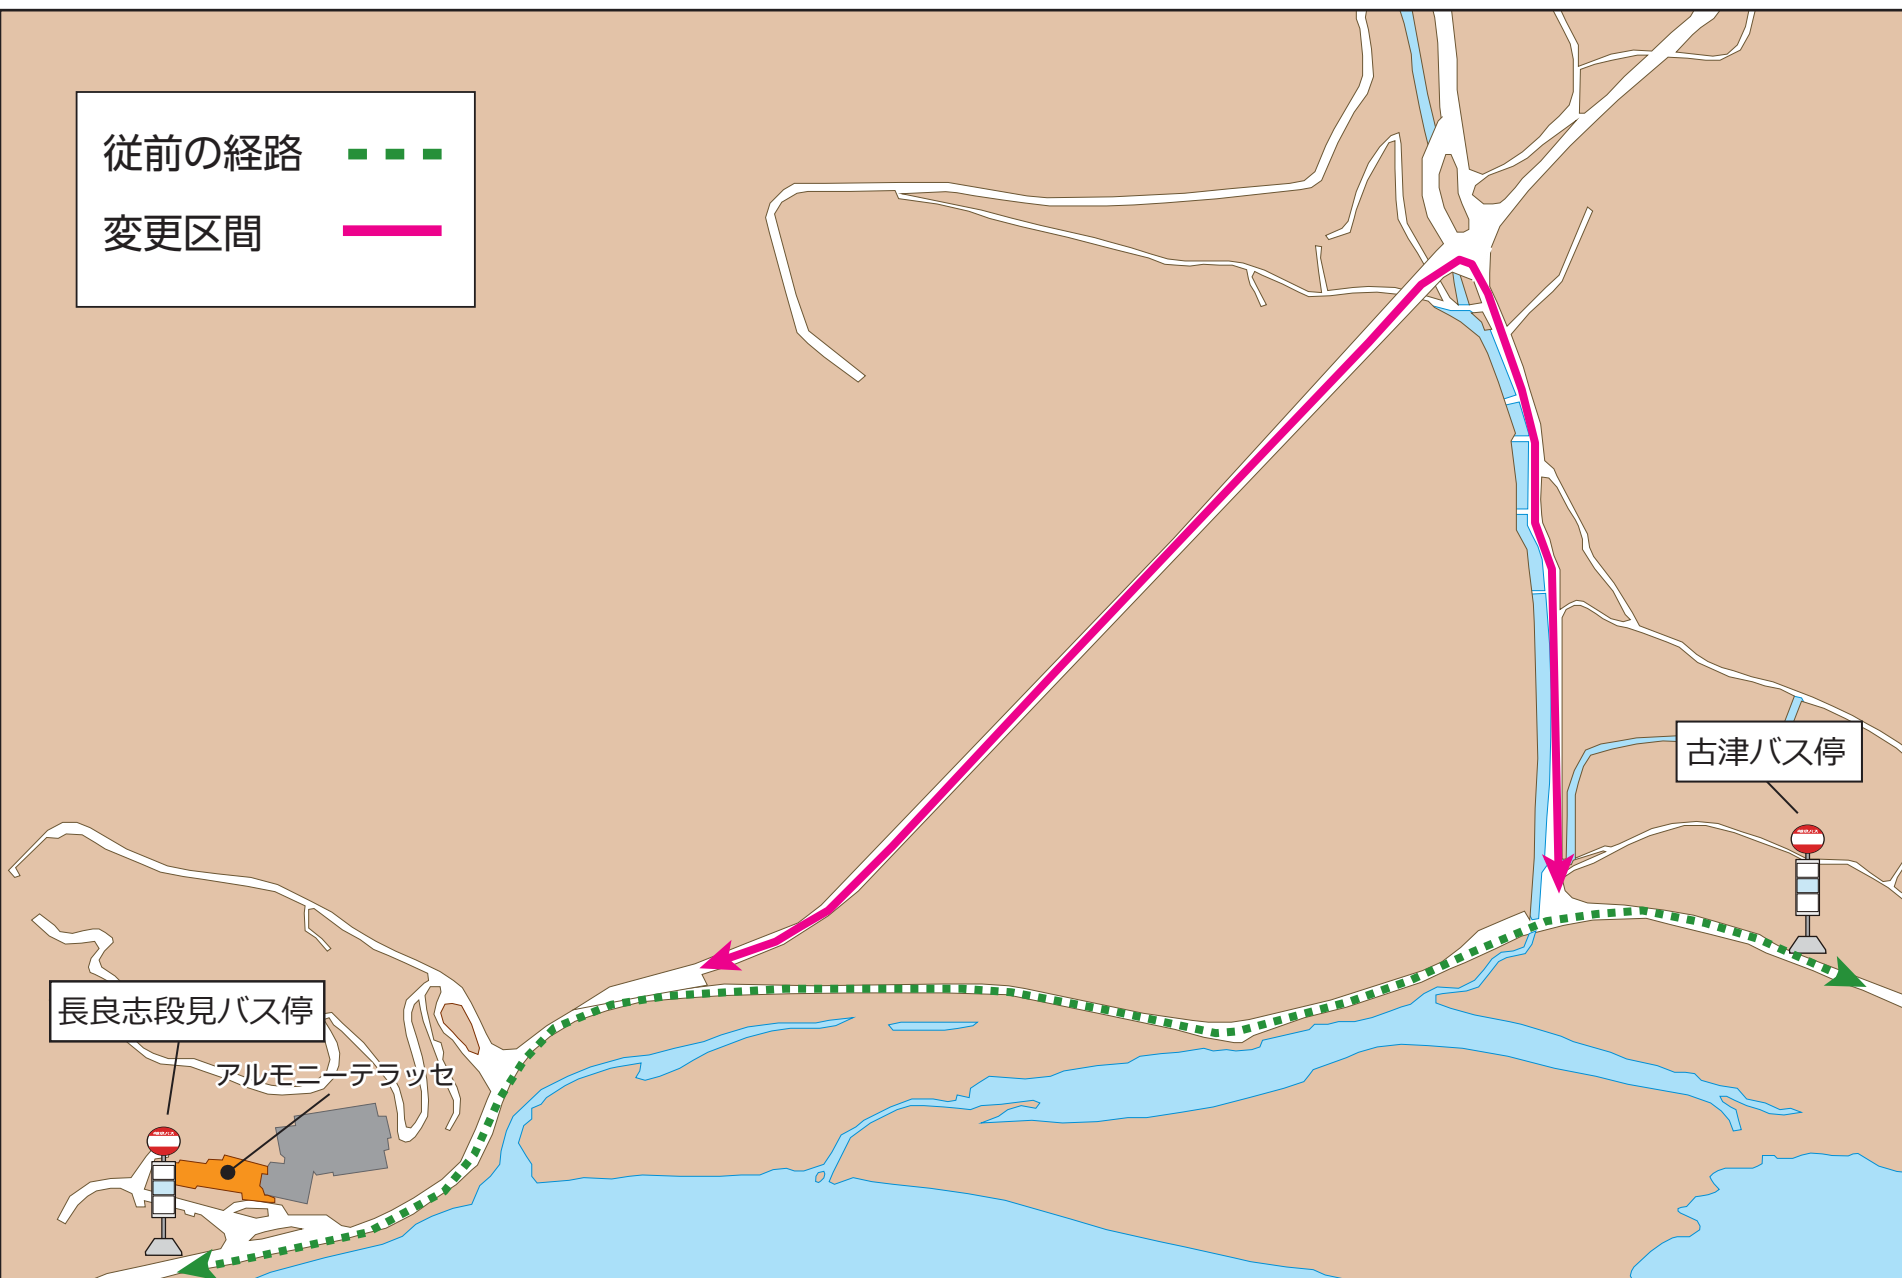 従前の経路
変更区間
古津バス停
長良志段見バス停
アルモニーテラッセ